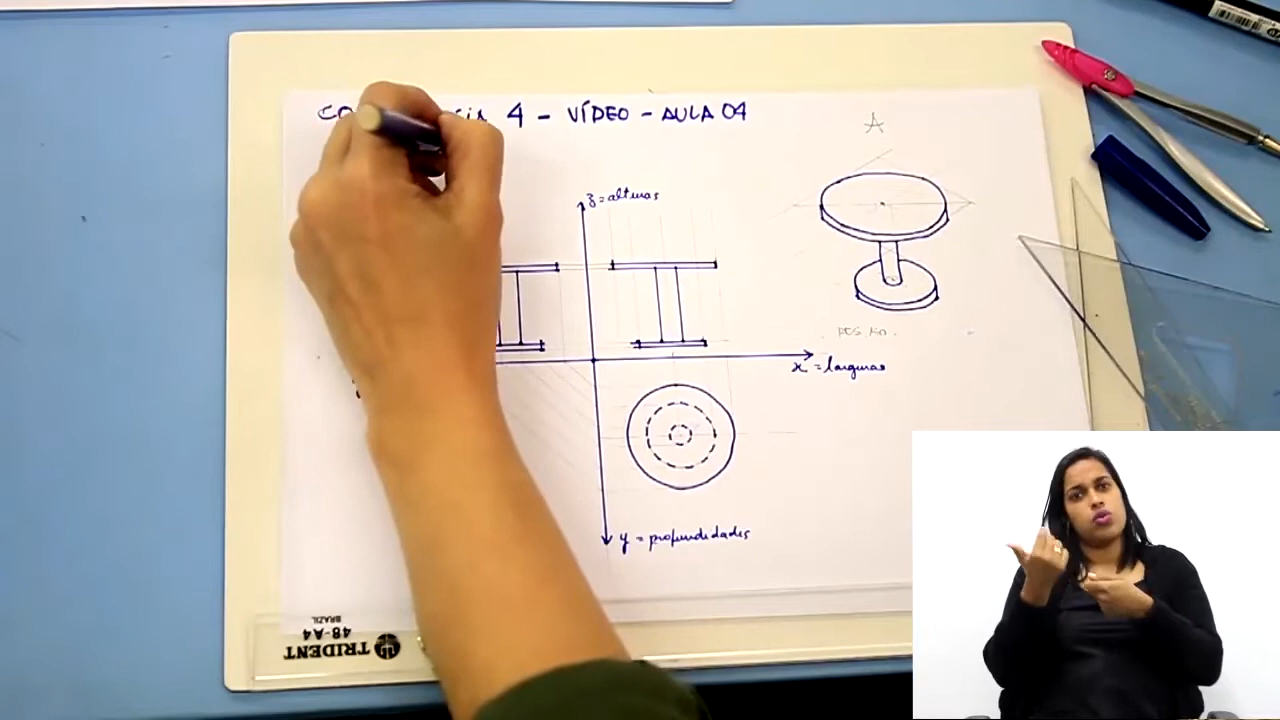 4 - VÍDEO - AULA 04
A
z = alturas
x = larguras
y = profundidades
48-A4
BRAZIL
TRIDENT